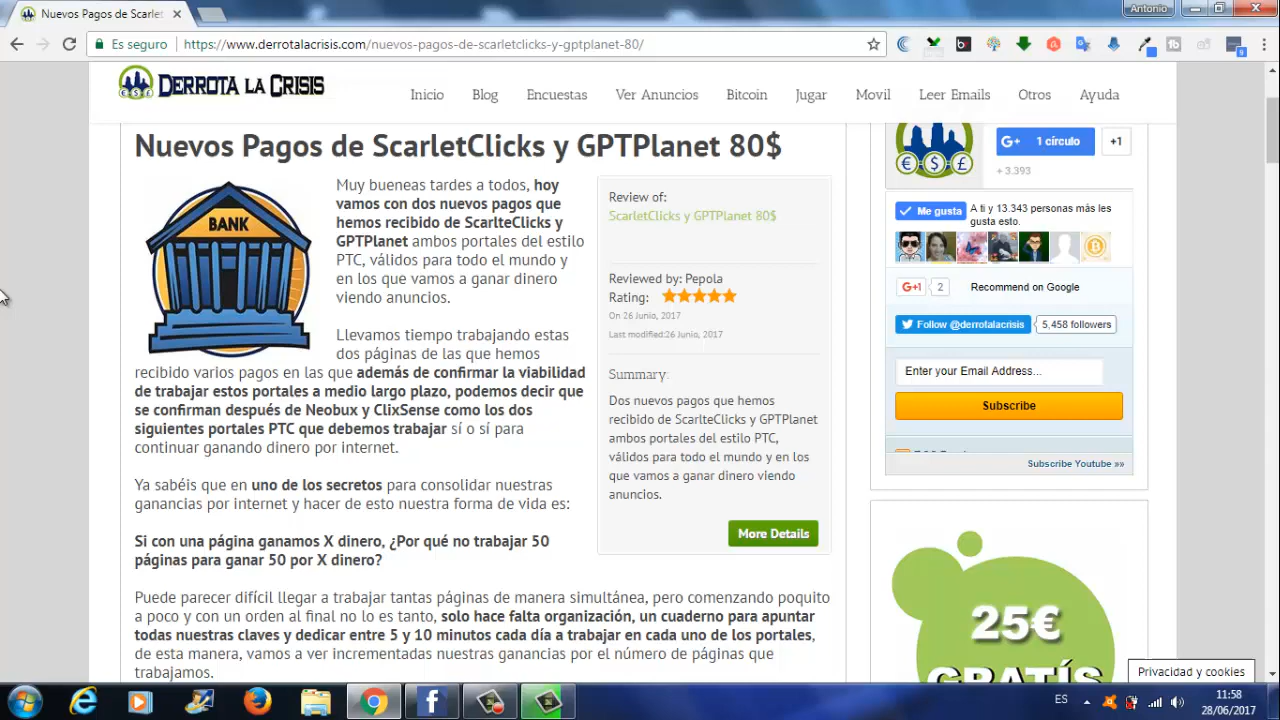 Nuevos Pagos de Scarlet
Antonio
Es seguro
https://www.derrotalacrisis.com/nuevos-pagos-de-scarletclicks-y-gptplanet-80/
DERROTA LA CRISIS
Inicio
Blog
Encuestas
Ver Anuncios
Bitcoin
Jugar
Movil
Leer Emails
Otros
Ayuda
Nuevos Pagos de ScarletClicks y GPTPlanet 80$
BANK
Muy bueneas tardes a todos, hoy
vamos con dos nuevos pagos que
hemos recibido de ScarlteClicks y
GPTPlanet ambos portales del estilo
PTC, válidos para todo el mundo y
en los que vamos a ganar dinero
viendo anuncios.
Llevamos tiempo trabajando estas
dos páginas de las que hemos
recibido varios pagos en las que además de confirmar la viabilidad
de trabajar estos portales a medio largo plazo, podemos decir que
se confirman después de Neobux y ClixSense como los dos
siguientes portales PTC que debemos trabajar sí o sí para
continuar ganando dinero por internet.
Ya sabéis que en uno de los secretos para consolidar nuestras
ganancias por internet y hacer de esto nuestra forma de vida es:
Si con una página ganamos X dinero, ¿Por qué no trabajar 50
páginas para ganar 50 por X dinero?
Puede parecer difícil llegar a trabajar tantas páginas de manera simultánea, pero comenzando poquito
a poco y con un orden al final no lo es tanto, solo hace falta organización, un cuaderno para apuntar
todas nuestras claves y dedicar entre 5 y 10 minutos cada día a trabajar en cada uno de los portales,
de esta manera, vamos a ver incrementadas nuestras ganancias por el número de páginas que
trabajamos.
Review of:
ScarletClicks y GPTPlanet 80$
Reviewed by: Pepola
Rating:
On 26 Junio, 2017
Last modified:26 Junio, 2017
Summary:
Dos nuevos pagos que hemos
recibido de ScarlteClicks y GPTPlanet
ambos portales del estilo PTC,
válidos para todo el mundo y en los
que vamos a ganar dinero viendo
anuncios.
More Details
€ $ £
G+ 1 círculo
+1
+ 3.393
Me gusta
A ti y 13.343 personas más les
gusta esto.
G+1
2
Recommend on Google
Follow @derrotalacrisis
5,458 followers
Enter your Email Address...
Subscribe
Subscribe Youtube »»
25€
GRATÍS
Privacidad y cookies
ES
11:58
28/06/2017